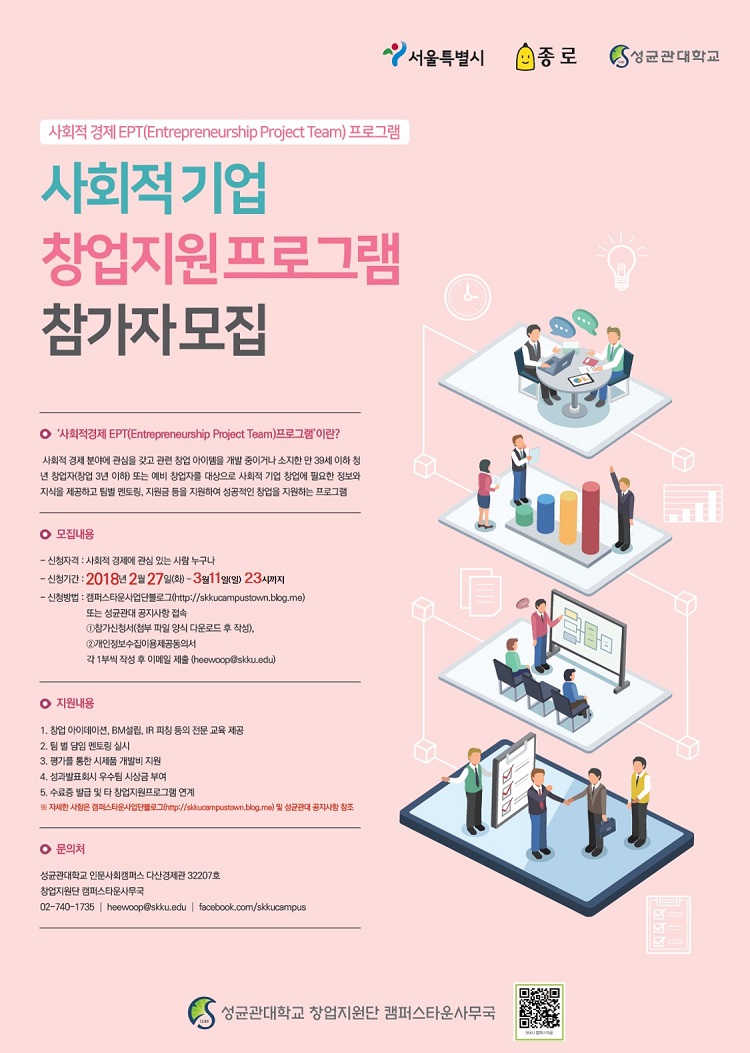 서울특별시 종로 성균관대학교
사회적 경제 EPT(Entrepreneurship Project Team) 프로그램
사회적 기업
창업지원 프로그램
참가자 모집
'사회적경제 EPT(Entrepreneurship Project Team)프로그램'이란?
사회적 경제 분야에 관심을 갖고 관련 창업 아이템을 개발 중이거나 소지한 만 39세 이하 청
년 창업자(창업 3년 이하) 또는 예비 창업자를 대상으로 사회적 기업 창업에 필요한 정보와
지식을 제공하고 팀별 멘토링, 지원금 등을 지원하여 성공적인 창업을 지원하는 프로그램
모집내용
- 신청자격 : 사회적 경제에 관심 있는 사람 누구나
- 신청기간 : 2018년 2월 27일(화) ~ 3월11일(일) 23시까지
- 신청방법 : 캠퍼스타운사업단블로그(http://skkucampustown.blog.me)
또는 성균관대 공지사항 접속
①참가신청서(첨부 파일 양식 다운로드 후 작성),
②개인정보수집이용제공동의서
각 1부씩 작성 후 이메일 제출 (heewoop@skku.edu)
지원내용
1. 창업 아이데이션, BM설립, IR 피칭 등의 전문 교육 제공
2. 팀 별 담임 멘토링 실시
3. 평가를 통한 시제품 개발비 지원
4. 성과발표회시 우수팀 시상금 부여
5. 수료증 발급 및 타 창업지원프로그램 연계
※ 자세한 사항은 캠퍼스타운사업단블로그(http://skkucampustown.blog.me) 및 성균관대 공지사항 참조
문의처
성균관대학교 인문사회캠퍼스 다산경제관 32207호
창업지원단 캠퍼스타운사무국
02-740-1735 | heewoop@skku.edu | facebook.com/skkucampus
성균관대학교 창업지원단 캠퍼스타운사무국